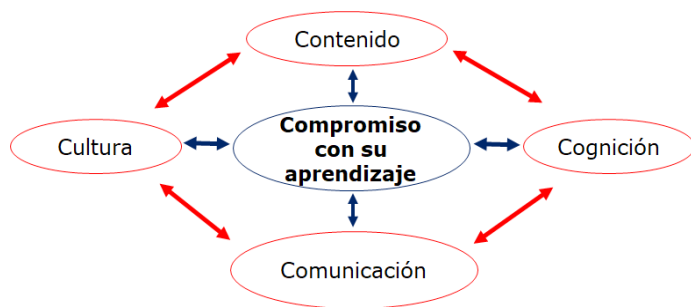 Contenido
Cultura
Compromiso
con su
aprendizaje
Cognición
Comunicación